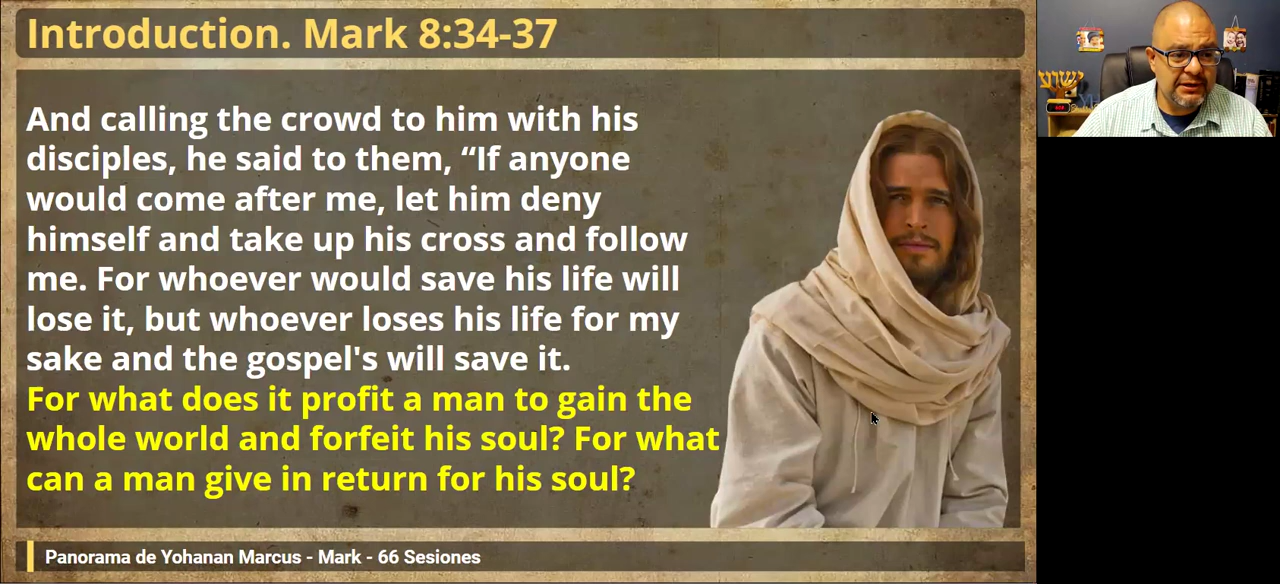 Introduction. Mark 8:34-37
And calling the crowd to him with his
disciples, he said to them, “If anyone
would come after me, let him deny
himself and take up his cross and follow
me. For whoever would save his life will
lose it, but whoever loses his life for my
sake and the gospel's will save it.
For what does it profit a man to gain the
whole world and forfeit his soul? For what
can a man give in return for his soul?
Panorama de Yohanan Marcus - Mark - 66 Sesiones